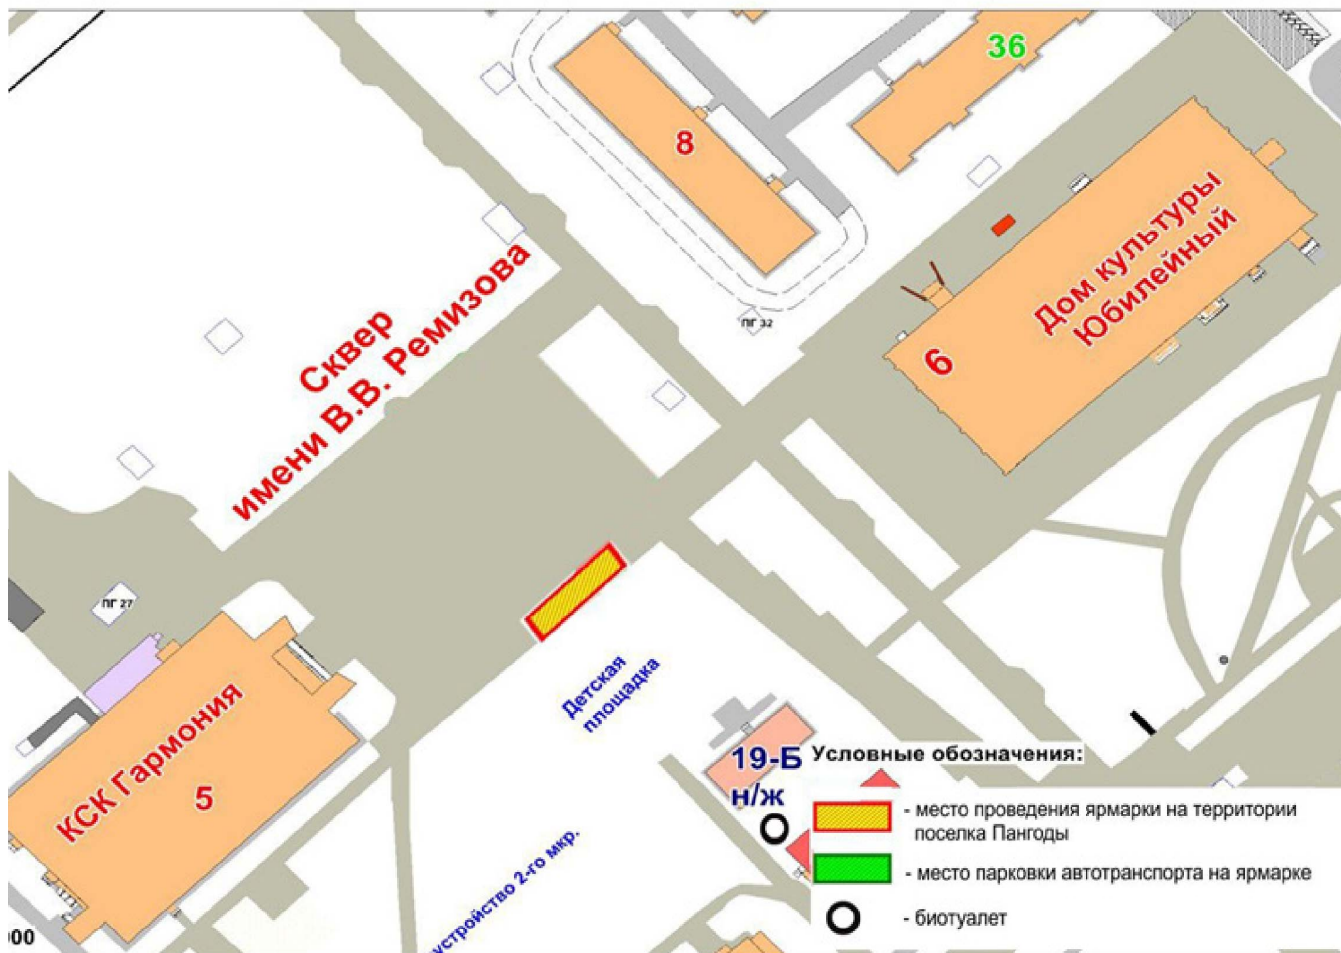 36
8
Дом культуры
Юбилейный
6
Сквер
имени В.В. Ремизова
ПГ 32
ПГ 27
Детская
площадка
КСК Гармония
5
19-Б
н/ж
устройство 2-го мкр.
00
Условные обозначения:
- место проведения ярмарки на территории
поселка Пангоды
- место парковки автотранспорта на ярмарке
- биотуалет